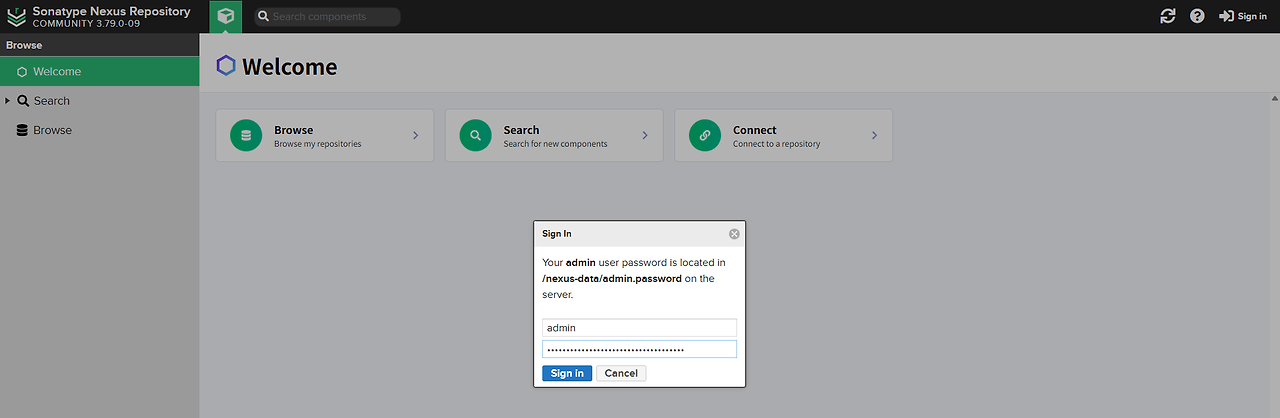 Sonatype Nexus Repository
COMMUNITY 3.79.0-09
Search components
Sign in
Browse
Welcome
Search
Browse
Welcome
Browse
Browse my repositories
Search
Search for new components
Connect
Connect to a repository
Sign In
Your admin user password is located in
/nexus-data/admin.password on the
server.
admin
••••••••••••••••••••••••••••••••••••
Sign in
Cancel